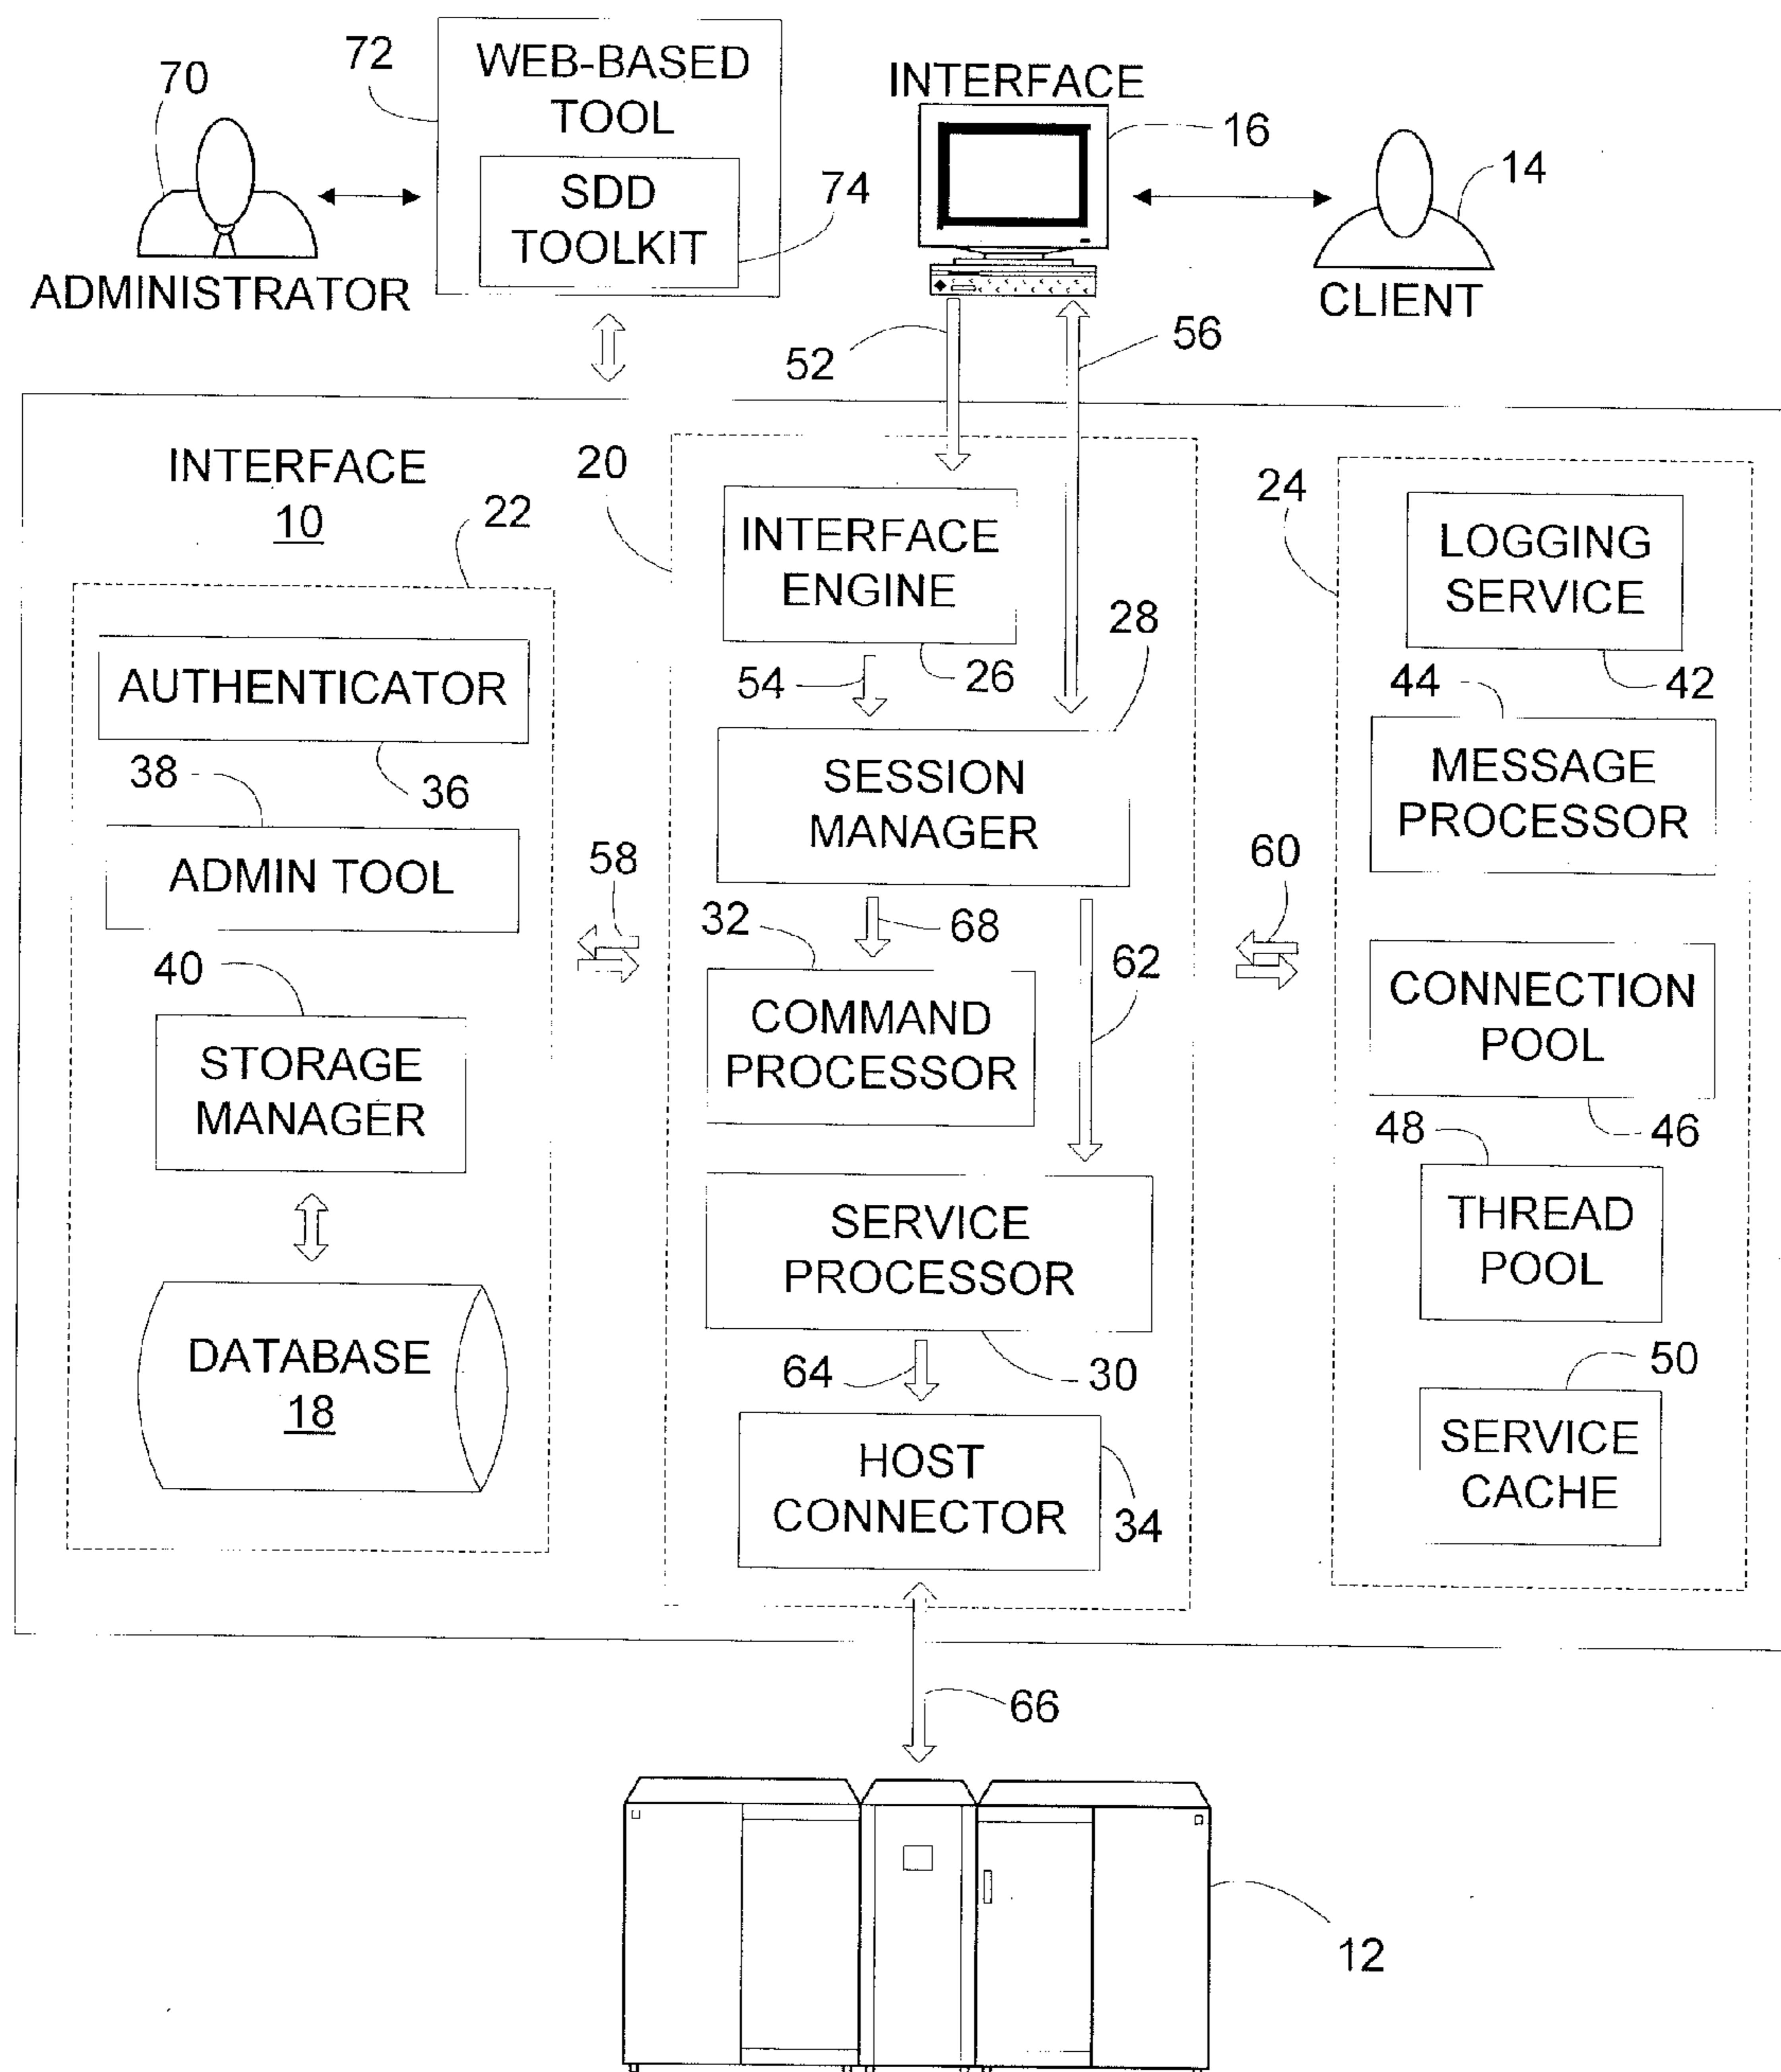 70
72
WEB-BASED
TOOL
SDD
TOOLKIT
74
ADMINISTRATOR
INTERFACE
16
14
CLIENT
52
56
INTERFACE
10
22
20
24
INTERFACE
ENGINE
26
54
28
LOGGING
SERVICE
42
AUTHENTICATOR
36
38
ADMIN TOOL
40
STORAGE
MANAGER
DATABASE
18
SESSION
MANAGER
58
60
68
62
32
COMMAND
PROCESSOR
SERVICE
PROCESSOR
64
30
HOST
CONNECTOR
34
44
MESSAGE
PROCESSOR
CONNECTION
POOL
46
48
THREAD
POOL
50
SERVICE
CACHE
66
12